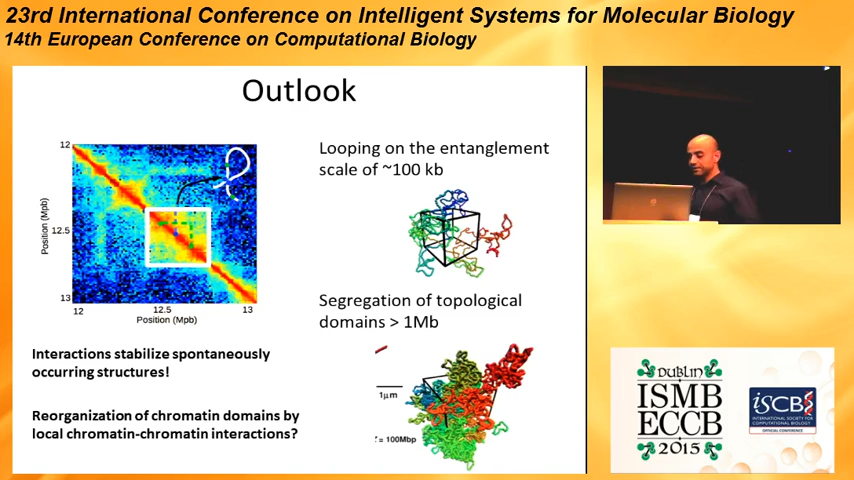 23rd International Conference on Intelligent Systems for Molecular Biology
14th European Conference on Computational Biology
Outlook
12
12.5
13
Position (Mpb)
12
12.5
13
Position (Mpb)
Looping on the entanglement
scale of ~100 kb
Segregation of topological
domains > 1Mb
1μm
= 100Mbp
Interactions stabilize spontaneously
occurring structures!
Reorganization of chromatin domains by
local chromatin-chromatin interactions?
DUBLIN
ISMB
ECCB
2015
ISCB
INTERNATIONAL SOCIETY FOR
COMPUTATIONAL BIOLOGY
OFFICIAL CONFERENCE